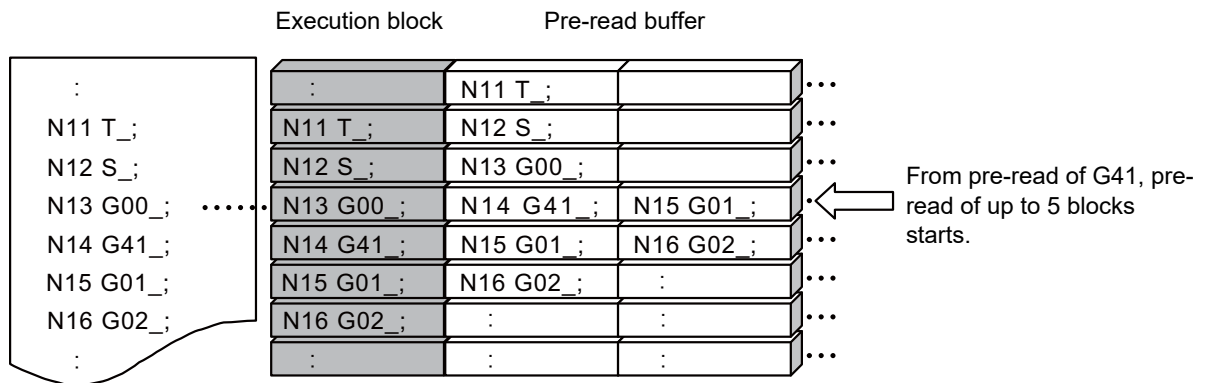 Execution block Pre-read buffer
:
N11 T_;
N12 S_;
N13 G00_;
N14 G41_;
N15 G01_;
N16 G02_;
:
: N11 T_;
N11 T_; N12 S_;
N12 S_; N13 G00_;
N13 G00_; N14 G41_; N15 G01_;
N14 G41_; N15 G01_; N16 G02_;
N15 G01_; N16 G02_; :
N16 G02_; : :
: : :
From pre-read of G41, pre-
read of up to 5 blocks
starts.